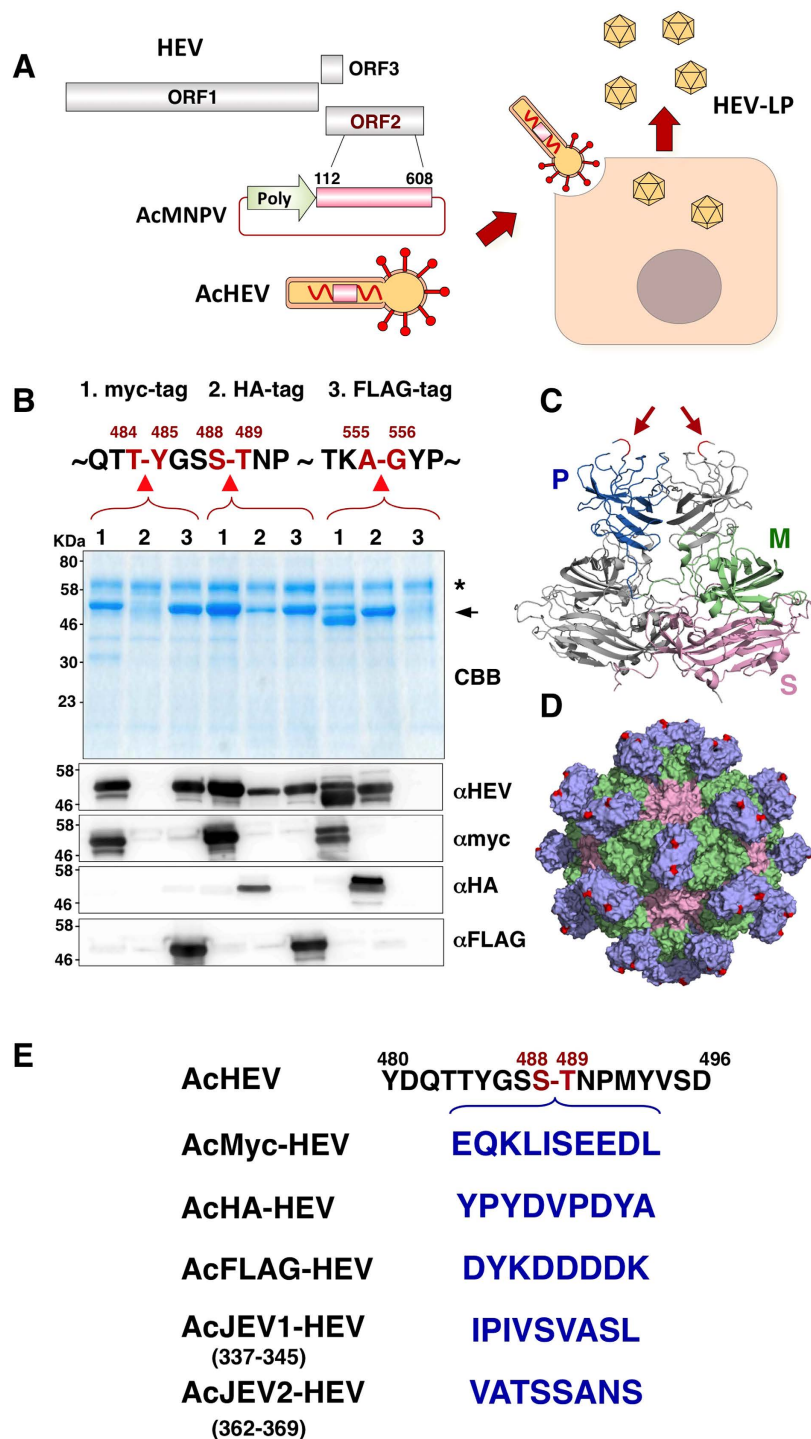 A
HEV
ORF1
ORF3
ORF2
112 608
Poly
AcMNPV
AcHEV
HEV-LP
B
1. myc-tag 2. HA-tag 3. FLAG-tag
484 485 488 489 555 556
~QTT-YGSS-TNP ~ TKA-GYP~
KDa 1 2 3 1 2 3 1 2 3
80
58
46
30
23
*
CBB
58
46
αHEV
58
46
αmyc
58
46
αHA
58
46
αFLAG
C
P
M
S
D
E
480 488 489 496
AcHEV YDQTTYGSS-TNPMYVSD
AcMyc-HEV EQKLISEEDL
AcHA-HEV YPYDVPDYA
AcFLAG-HEV DYKDDDDK
AcJEV1-HEV IPIVSVASL
(337-345)
AcJEV2-HEV VATSSANS
(362-369)